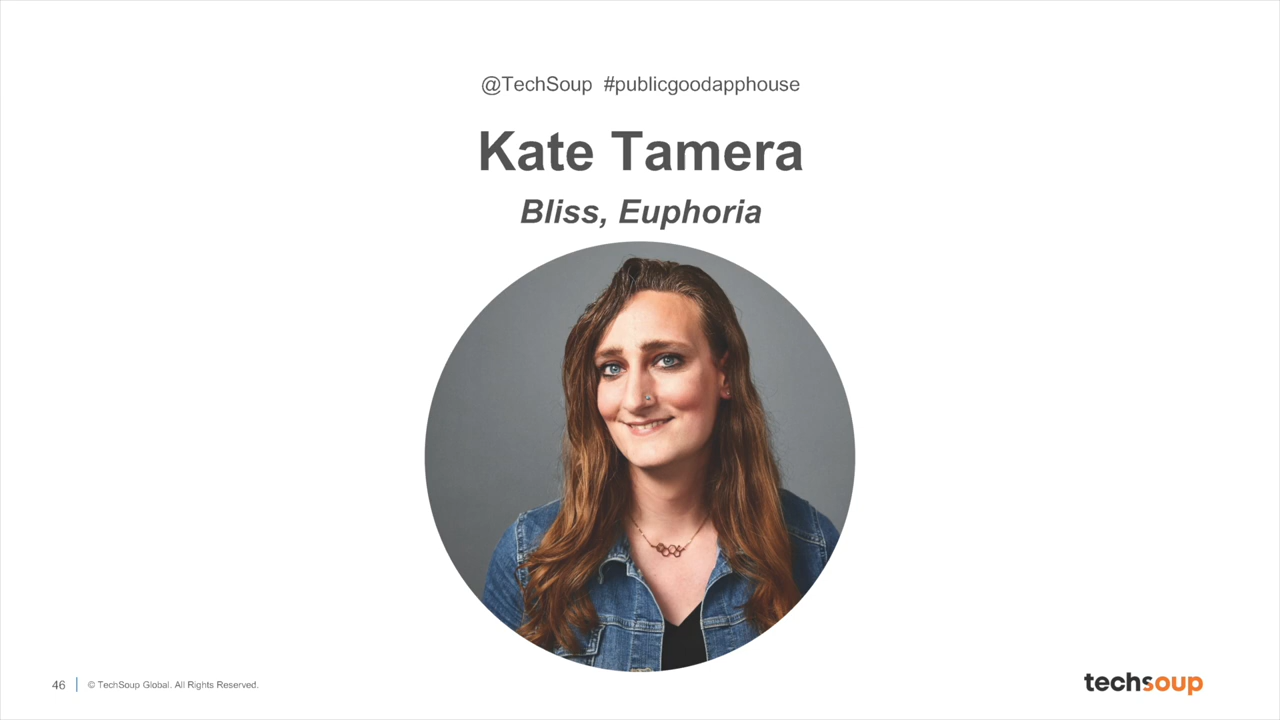 @TechSoup #publicgoodapphouse
Kate Tamera
Bliss, Euphoria
46 © TechSoup Global. All Rights Reserved.
techsoup